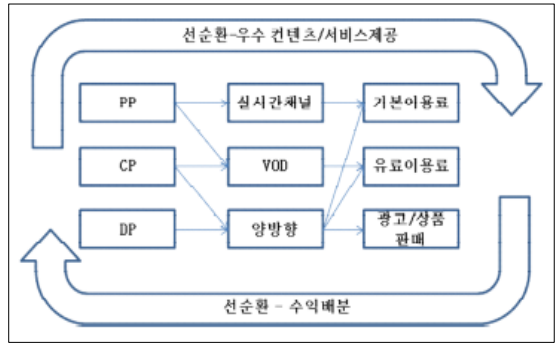 선순환-우수 컨텐츠/서비스제공
PP
실시간채널
기본이용료
CP
VOD
유료이용료
DP
양방향
광고/상품
판매
선순환 - 수익배분